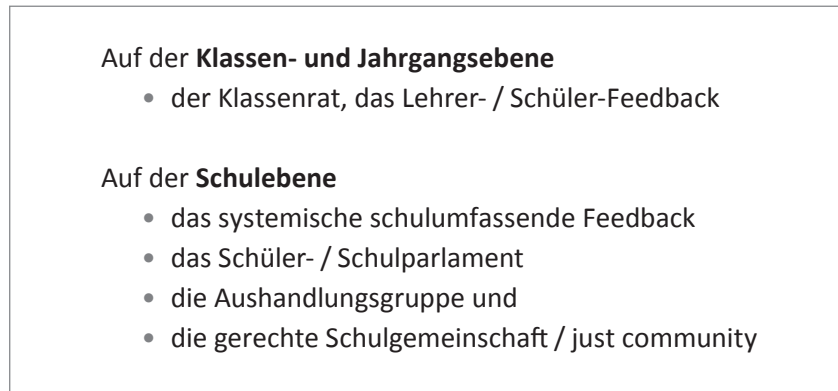 Auf der Klassen- und Jahrgangsebene
• der Klassenrat, das Lehrer- / Schüler-Feedback
Auf der Schulebene
• das systemische schulumfassende Feedback
• das Schüler- / Schulparlament
• die Aushandlungsgruppe und
• die gerechte Schulgemeinschaft / just community